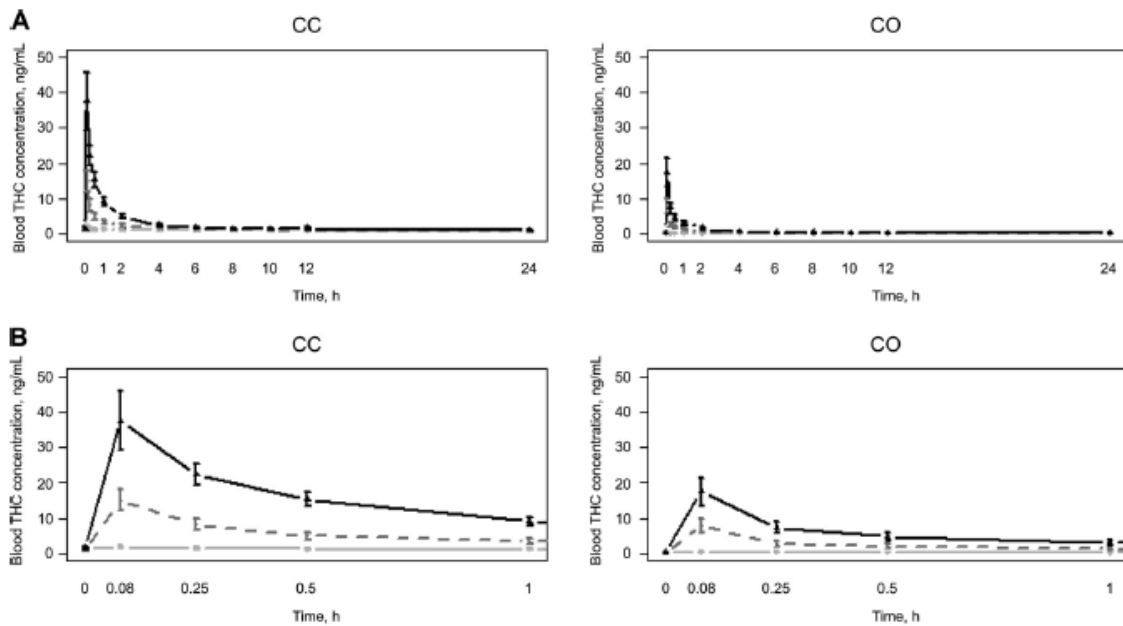 A
CC
CO
Blood THC concentration, ng/mL
50
40
30
20
10
0
0 1 2 4 6 8 10 12 24
Time, h
Blood THC concentration, ng/mL
50
40
30
20
10
0
0 1 2 4 6 8 10 12 24
Time, h
B
CC
CO
Blood THC concentration, ng/mL
50
40
30
20
10
0
0 0.08 0.25 0.5 1
Time, h
Blood THC concentration, ng/mL
50
40
30
20
10
0
0 0.08 0.25 0.5 1
Time, h